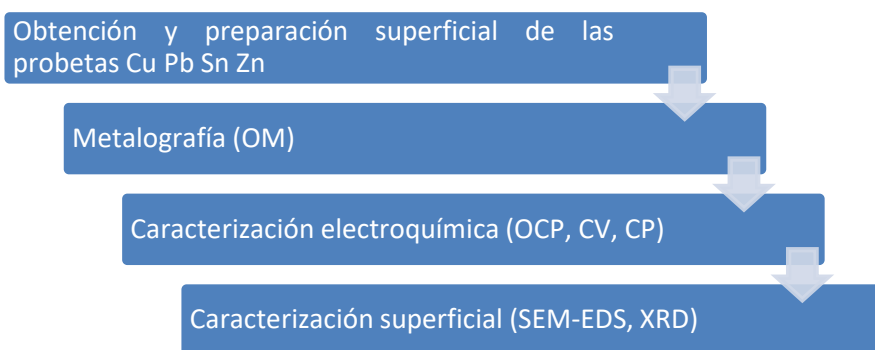 Obtención y preparación superficial de las
probetas Cu Pb Sn Zn
Metalografía (OM)
Caracterización electroquímica (OCP, CV, CP)
Caracterización superficial (SEM-EDS, XRD)